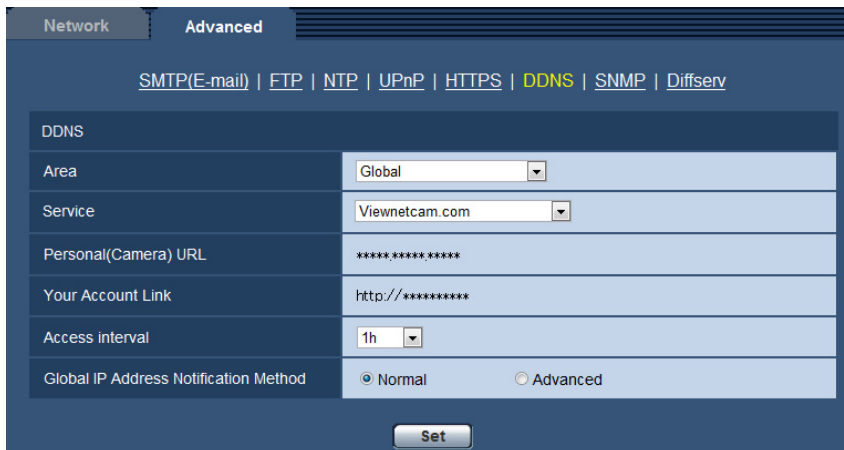 Network Advanced
SMTP(E-mail) | FTP | NTP | UPnP | HTTPS | DDNS | SNMP | Diffserv
DDNS
Area Global
Service Viewnetcam.com
Personal(Camera) URL *****.*****.*****
Your Account Link http://**********
Access interval 1h
Global IP Address Notification Method Normal Advanced
Set